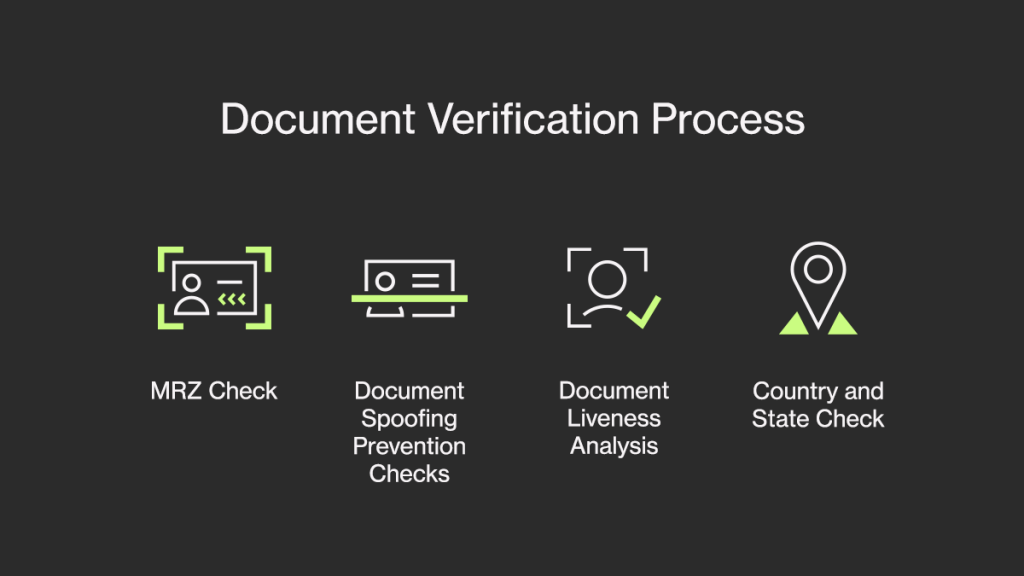 Document Verification Process
MRZ Check
Document
Spoofing
Prevention
Checks
Document
Liveness
Analysis
Country and
State Check